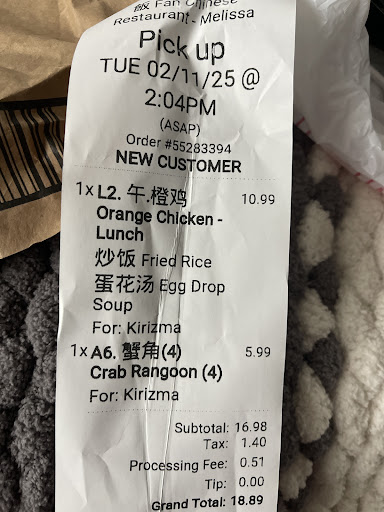 飯 Fan Chinese
Restaurant - Melissa
Pick up
TUE 02/11/25 @
2:04PM
(ASAP)
Order #55283394
NEW CUSTOMER
1x L2. 午.橙鸡 10.99
Orange Chicken -
Lunch
炒饭 Fried Rice
蛋花汤 Egg Drop
Soup
For: Kirizma
1x A6. 蟹角(4) 5.99
Crab Rangoon (4)
For: Kirizma
Subtotal: 16.98
Tax: 1.40
Processing Fee: 0.51
Tip: 0.00
Grand Total: 18.89